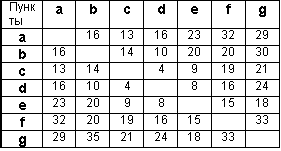 Пунк ты a b c d e f g
a 16 13 16 23 32 29
b 16 14 10 20 20 30
c 13 14 4 9 19 21
d 16 10 4 8 16 24
e 23 20 9 8 15 18
f 32 20 19 16 15 33
g 29 35 21 24 18 33